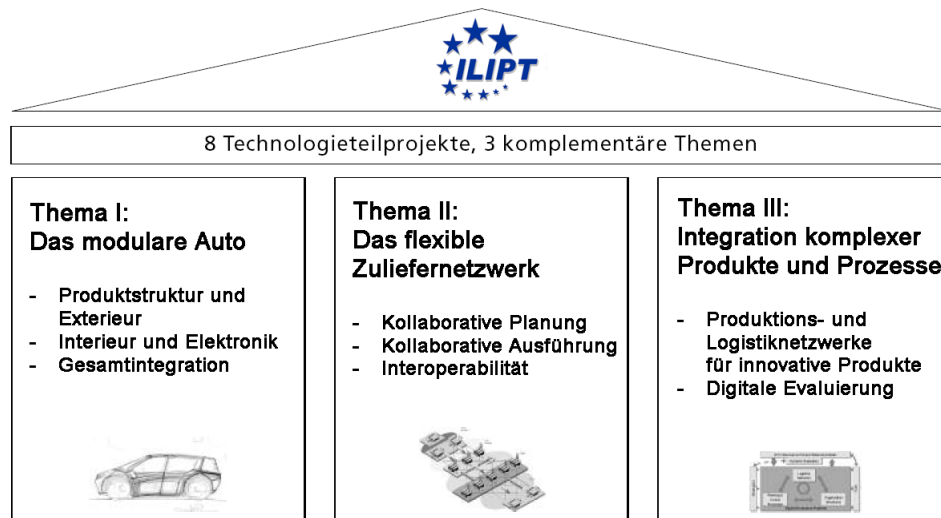 ILIPT
8 Technologieteilprojekte, 3 komplementäre Themen
Thema I:
Das modulare Auto
- Produktstruktur und
Exterieur
- Interieur und Elektronik
- Gesamtintegration
Thema II:
Das flexible
Zuliefernetzwerk
- Kollaborative Planung
- Kollaborative Ausführung
- Interoperabilität
Thema III:
Integration komplexer
Produkte und Prozesse
- Produktions- und
Logistiknetzwerke
für innovative Produkte
- Digitale Evaluierung